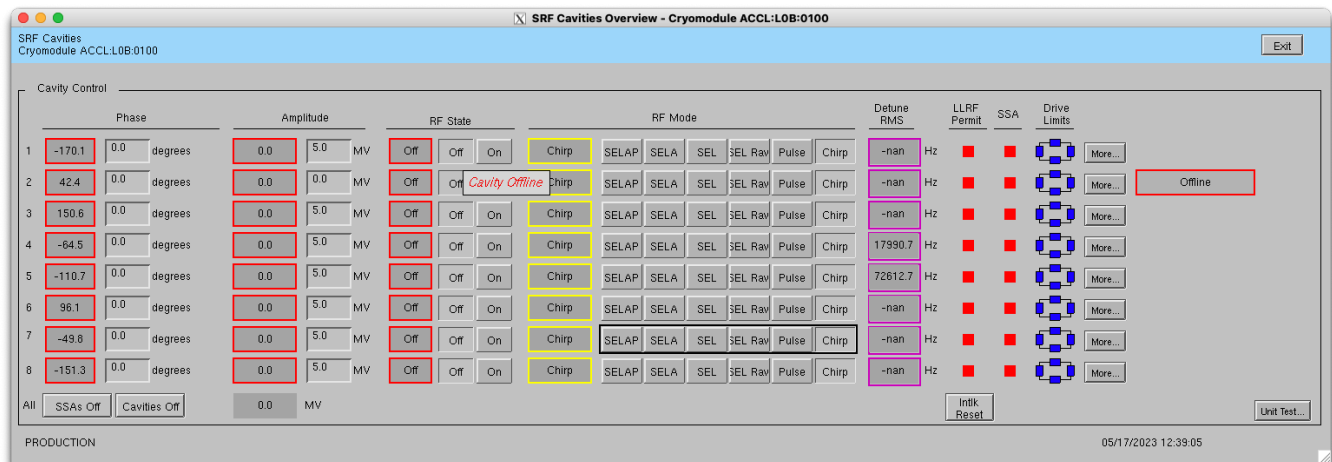 SRF Cavities Overview - Cryomodule ACCL:L0B:0100
SRF Cavities
Cryomodule ACCL:L0B:0100
Exit
Cavity Control
Phase Amplitude RF State RF Mode Detune RMS LLRF Permit SSA Drive Limits
1 -170.1 0.0 degrees 0.0 5.0 MV Off Off On Chirp SELAP SELA SEL SEL Raw Pulse Chirp -nan Hz More...
2 42.4 0.0 degrees 0.0 0.0 MV Off Off Cavity Offline Chirp SELAP SELA SEL SEL Raw Pulse Chirp -nan Hz More... Offline
3 150.6 0.0 degrees 0.0 5.0 MV Off Off On Chirp SELAP SELA SEL SEL Raw Pulse Chirp -nan Hz More...
4 -64.5 0.0 degrees 0.0 5.0 MV Off Off On Chirp SELAP SELA SEL SEL Raw Pulse Chirp 17990.7 Hz More...
5 -110.7 0.0 degrees 0.0 5.0 MV Off Off On Chirp SELAP SELA SEL SEL Raw Pulse Chirp 72612.7 Hz More...
6 96.1 0.0 degrees 0.0 5.0 MV Off Off On Chirp SELAP SELA SEL SEL Raw Pulse Chirp -nan Hz More...
7 -49.8 0.0 degrees 0.0 5.0 MV Off Off On Chirp SELAP SELA SEL SEL Raw Pulse Chirp -nan Hz More...
8 -151.3 0.0 degrees 0.0 5.0 MV Off Off On Chirp SELAP SELA SEL SEL Raw Pulse Chirp -nan Hz More...
All SSAs Off Cavities Off 0.0 MV Intlk Reset Unit Test...
PRODUCTION 05/17/2023 12:39:05